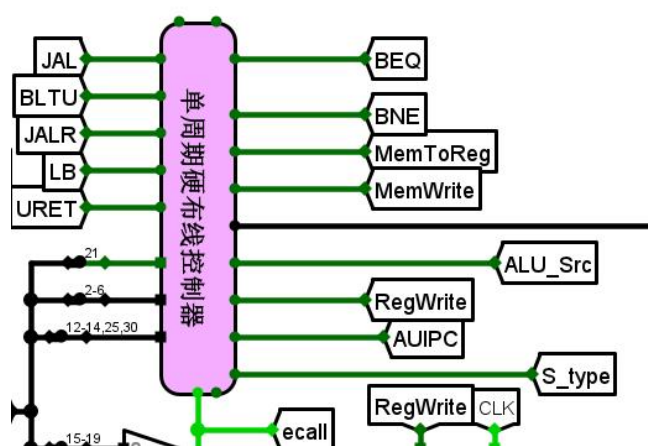 JAL
BLTU
JALR
LB
URET
21
2-6
12-14,25,30
15-19
单周期硬布线控制器
BEQ
BNE
MemToReg
MemWrite
ALU_Src
RegWrite
AUIPC
S_type
RegWrite
CLK
ecall